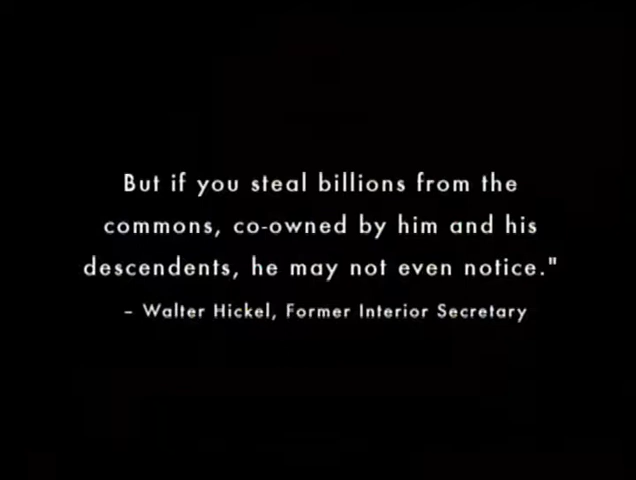 But if you steal billions from the
commons, co-owned by him and his
descendents, he may not even notice."
– Walter Hickel, Former Interior Secretary